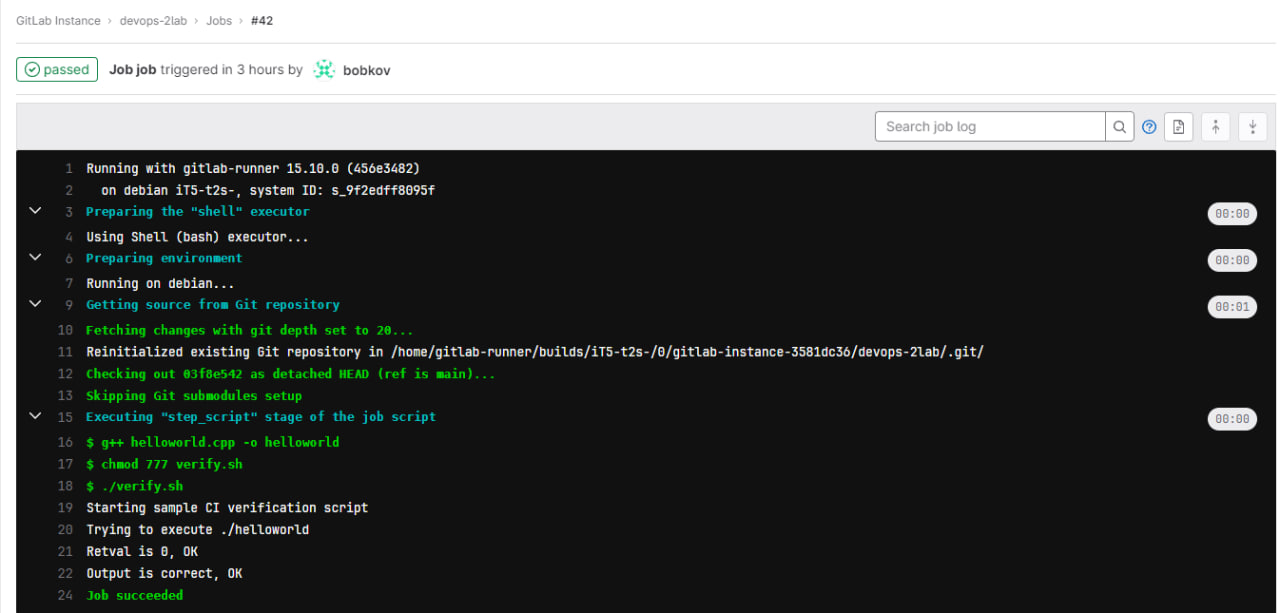 GitLab Instance › devops-2lab › Jobs › #42
passed Job job triggered in 3 hours by bobkov
Search job log
1 Running with gitlab-runner 15.10.0 (456e3482)
2 on debian iT5-t2s-, system ID: s_9f2edff8095f
3 Preparing the "shell" executor 00:00
4 Using Shell (bash) executor...
6 Preparing environment 00:00
7 Running on debian...
9 Getting source from Git repository 00:01
10 Fetching changes with git depth set to 20...
11 Reinitialized existing Git repository in /home/gitlab-runner/builds/iT5-t2s-/0/gitlab-instance-3581dc36/devops-2lab/.git/
12 Checking out 03f8e542 as detached HEAD (ref is main)...
13 Skipping Git submodules setup
15 Executing "step_script" stage of the job script 00:00
16 $ g++ helloworld.cpp -o helloworld
17 $ chmod 777 verify.sh
18 $ ./verify.sh
19 Starting sample CI verification script
20 Trying to execute ./helloworld
21 Retval is 0, OK
22 Output is correct, OK
24 Job succeeded